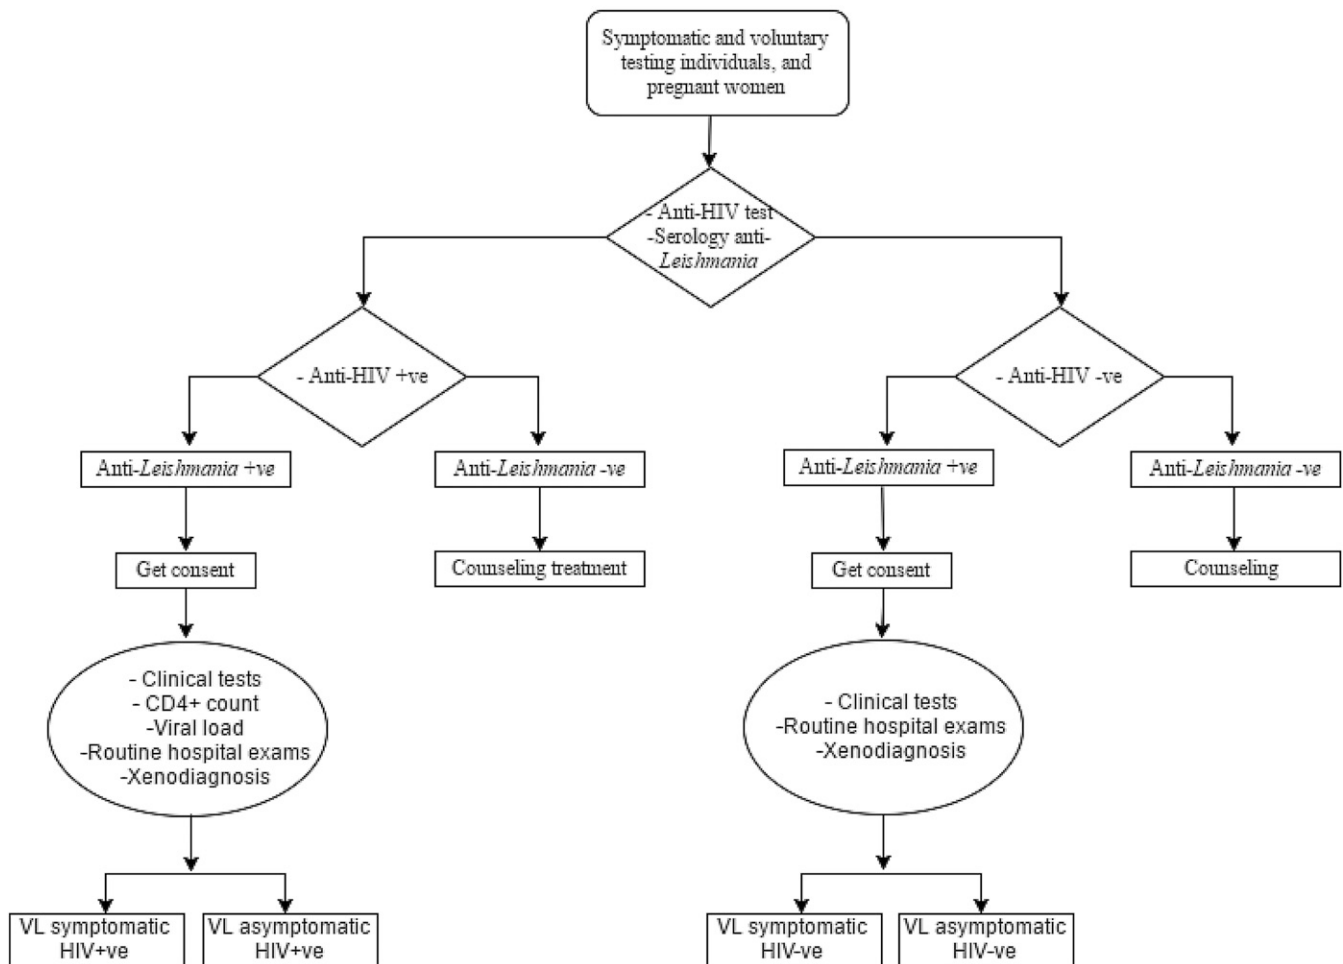 Symptomatic and voluntary
testing individuals, and
pregnant women
- Anti-HIV test
-Serology anti-
Leishmania
- Anti-HIV +ve
- Anti-HIV -ve
Anti-Leishmania +ve
Anti-Leishmania -ve
Anti-Leishmania +ve
Anti-Leishmania -ve
Get consent
Counseling treatment
Get consent
Counseling
- Clinical tests
- CD4+ count
-Viral load
-Routine hospital exams
-Xenodiagnosis
- Clinical tests
-Routine hospital exams
-Xenodiagnosis
VL symptomatic
HIV+ve
VL asymptomatic
HIV+ve
VL symptomatic
HIV-ve
VL asymptomatic
HIV-ve